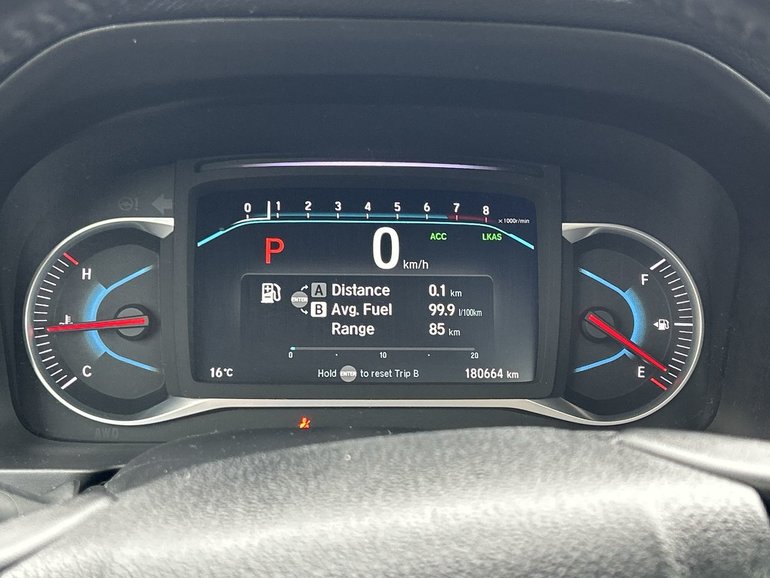 0 1 2 3 4 5 6 7 8 x 1000r/min
P 0 km/h ACC LKAS
H
F
ENTER A Distance 0.1 km
B Avg. Fuel 99.9 l/100km
Range 85 km
C
E
0 10 20
16°C Hold ENTER to reset Trip B 180664 km
AWD